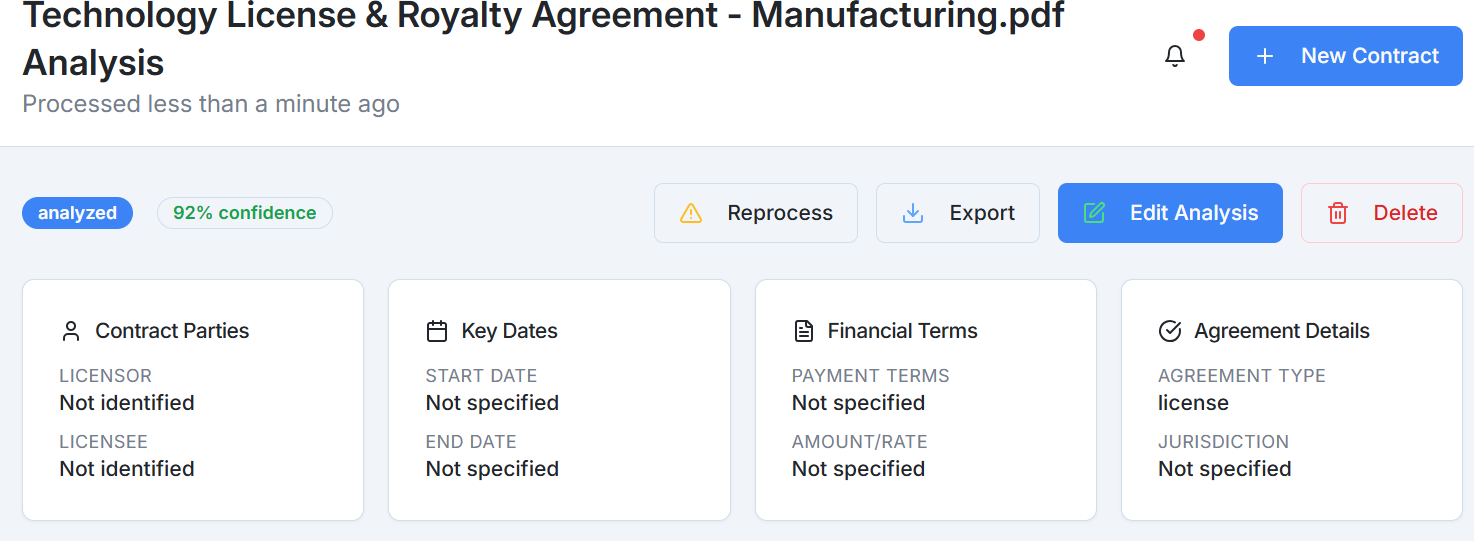 Technology License & Royalty Agreement - Manufacturing.pdf
Analysis
Processed less than a minute ago
New Contract
analyzed
92% confidence
Reprocess
Export
Edit Analysis
Delete
Contract Parties
LICENSOR
Not identified
LICENSEE
Not identified
Key Dates
START DATE
Not specified
END DATE
Not specified
Financial Terms
PAYMENT TERMS
Not specified
AMOUNT/RATE
Not specified
Agreement Details
AGREEMENT TYPE
license
JURISDICTION
Not specified